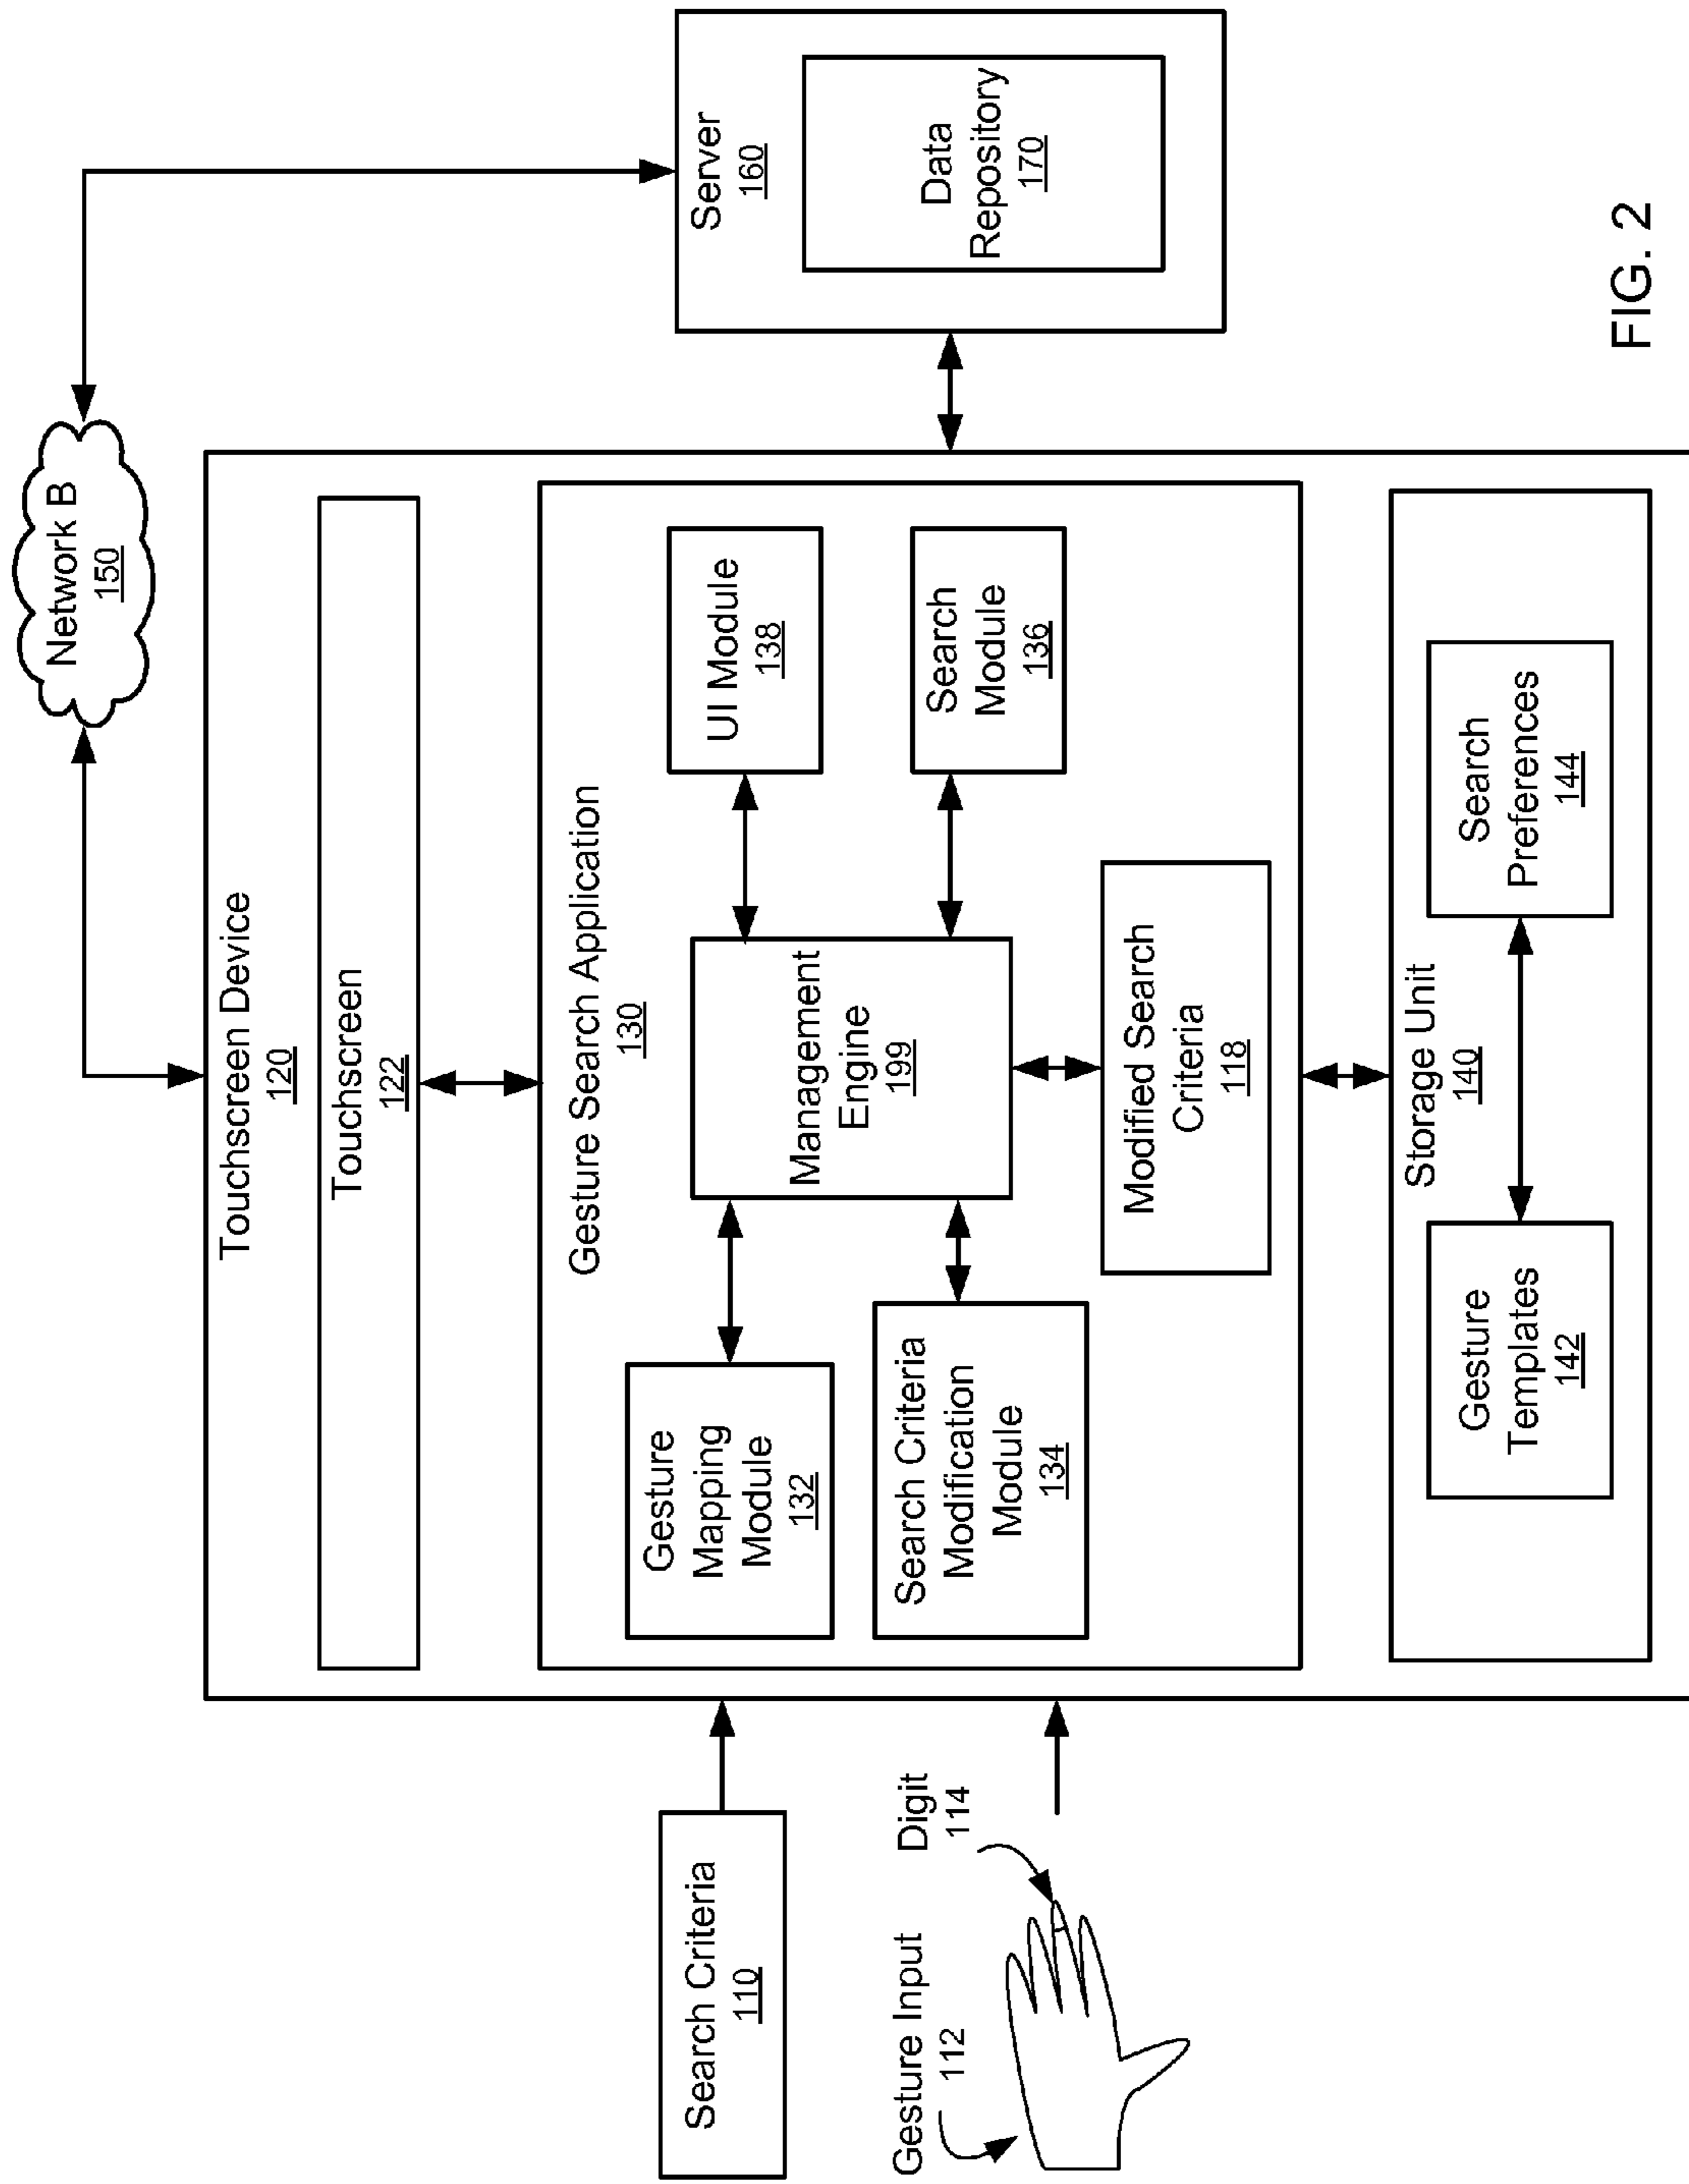 Network B
150
Touchscreen Device
120
Touchscreen
122
Gesture Search Application
130
Gesture
Mapping
Module
132
Management
Engine
199
UI Module
138
Search Criteria
Modification
Module
134
Search
Module
136
Modified Search
Criteria
118
Storage Unit
140
Gesture
Templates
142
Search
Preferences
144
Search Criteria
110
Gesture Input
112
Digit
114
Server
160
Data
Repository
170
FIG. 2